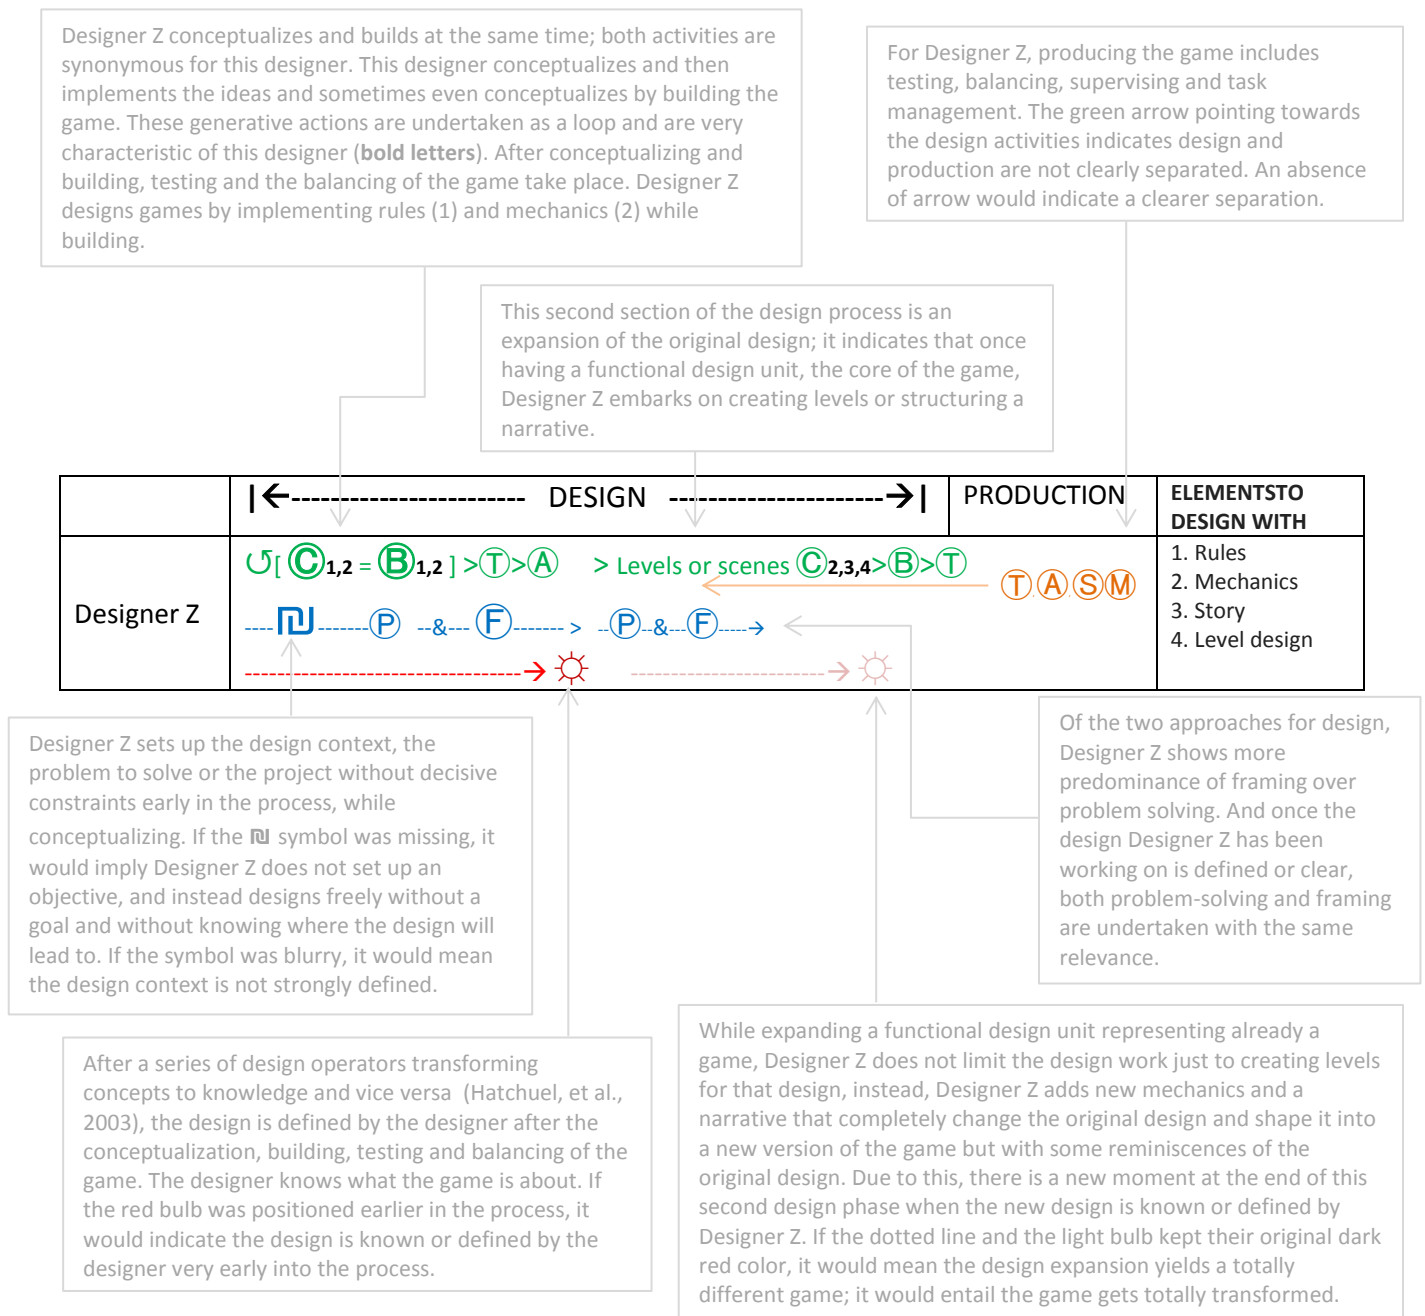 Designer Z conceptualizes and builds at the same time; both activities are
synonymous for this designer. This designer conceptualizes and then
implements the ideas and sometimes even conceptualizes by building the
game. These generative actions are undertaken as a loop and are very
characteristic of this designer (bold letters). After conceptualizing and
building, testing and the balancing of the game take place. Designer Z
designs games by implementing rules (1) and mechanics (2) while
building.
For Designer Z, producing the game includes
testing, balancing, supervising and task
management. The green arrow pointing towards
the design activities indicates design and
production are not clearly separated. An absence
of arrow would indicate a clearer separation.
This second section of the design process is an
expansion of the original design; it indicates that once
having a functional design unit, the core of the game,
Designer Z embarks on creating levels or structuring a
narrative.
|←------------------------ DESIGN ----------------------→|
PRODUCTION
ELEMENTSTO
DESIGN WITH
Designer Z
↺[ Ⓒ1,2 = Ⓑ1,2 ] >Ⓣ>Ⓐ > Levels or scenes Ⓒ2,3,4>Ⓑ>Ⓣ
Ⓣ.Ⓐ.ⓈⓂ
----₪-------Ⓟ --&--- Ⓕ------- > --Ⓟ--&---Ⓕ-----→
---------------------------------→☼ ---------------------→☼
1. Rules
2. Mechanics
3. Story
4. Level design
Designer Z sets up the design context, the
problem to solve or the project without decisive
constraints early in the process, while
conceptualizing. If the ₪ symbol was missing, it
would imply Designer Z does not set up an
objective, and instead designs freely without a
goal and without knowing where the design will
lead to. If the symbol was blurry, it would mean
the design context is not strongly defined.
Of the two approaches for design,
Designer Z shows more
predominance of framing over
problem solving. And once the
design Designer Z has been
working on is defined or clear,
both problem-solving and framing
are undertaken with the same
relevance.
After a series of design operators transforming
concepts to knowledge and vice versa (Hatchuel, et al.,
2003), the design is defined by the designer after the
conceptualization, building, testing and balancing of the
game. The designer knows what the game is about. If
the red bulb was positioned earlier in the process, it
would indicate the design is known or defined by the
designer very early into the process.
While expanding a functional design unit representing already a
game, Designer Z does not limit the design work just to creating levels
for that design, instead, Designer Z adds new mechanics and a
narrative that completely change the original design and shape it into
a new version of the game but with some reminiscences of the
original design. Due to this, there is a new moment at the end of this
second design phase when the new design is known or defined by
Designer Z. If the dotted line and the light bulb kept their original dark
red color, it would mean the design expansion yields a totally
different game; it would entail the game gets totally transformed.